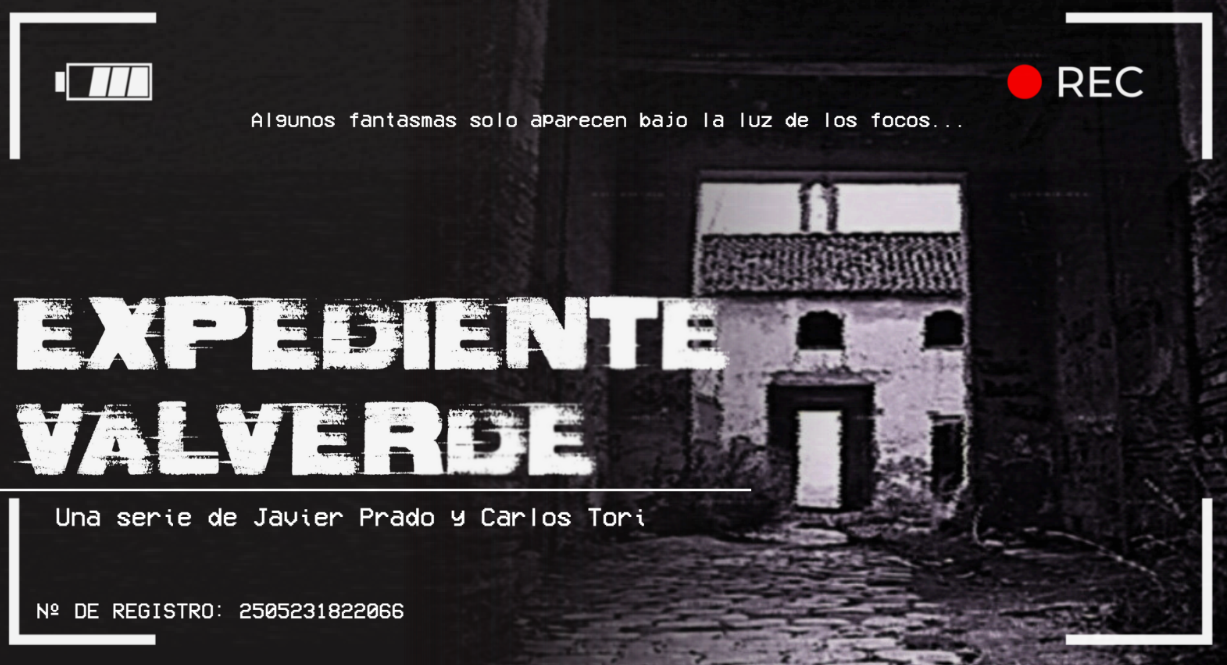 REC
Algunos fantasmas solo aparecen bajo la luz de los focos...
EXPEDIENTE
VALVERDE
Una serie de Javier Prado y Carlos Tori
Nº DE REGISTRO: 2505231822066